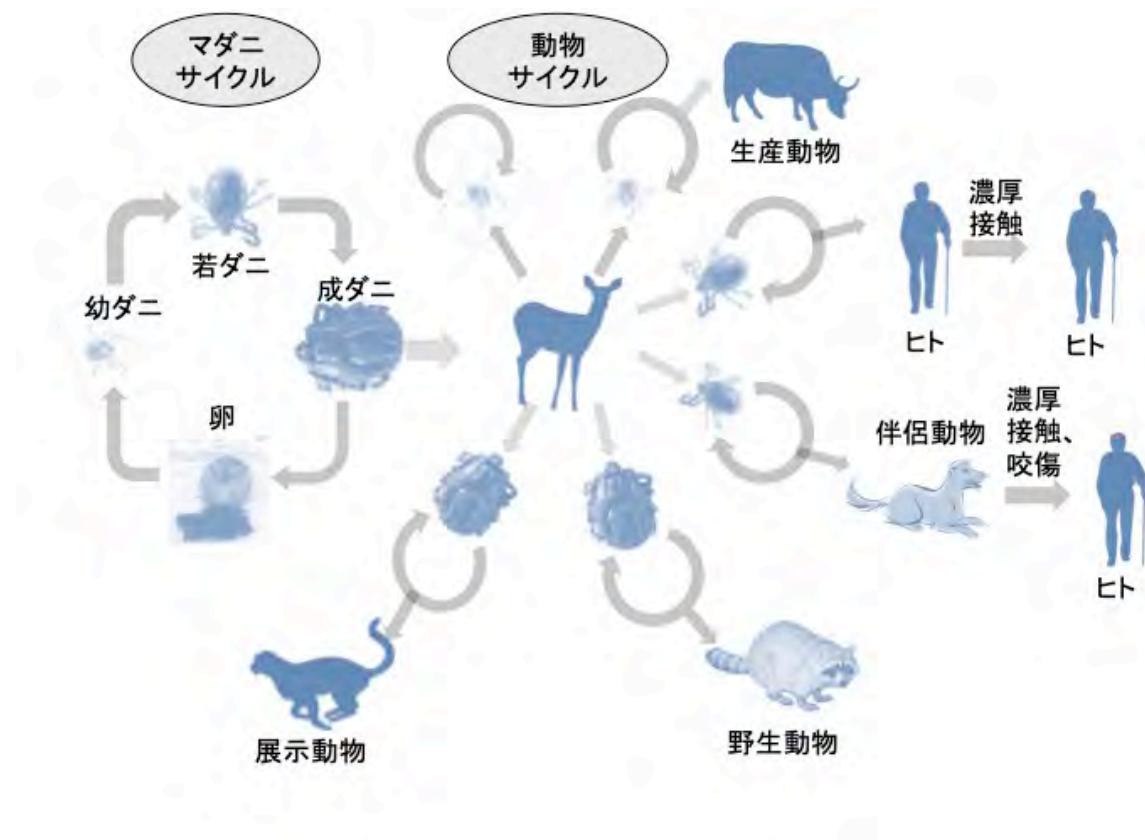 マダニ
サイクル
動物
サイクル
生産動物
若ダニ
成ダニ
幼ダニ
卵
濃厚
接触
ヒト
ヒト
伴侶動物
濃厚
接触、
咬傷
ヒト
展示動物
野生動物